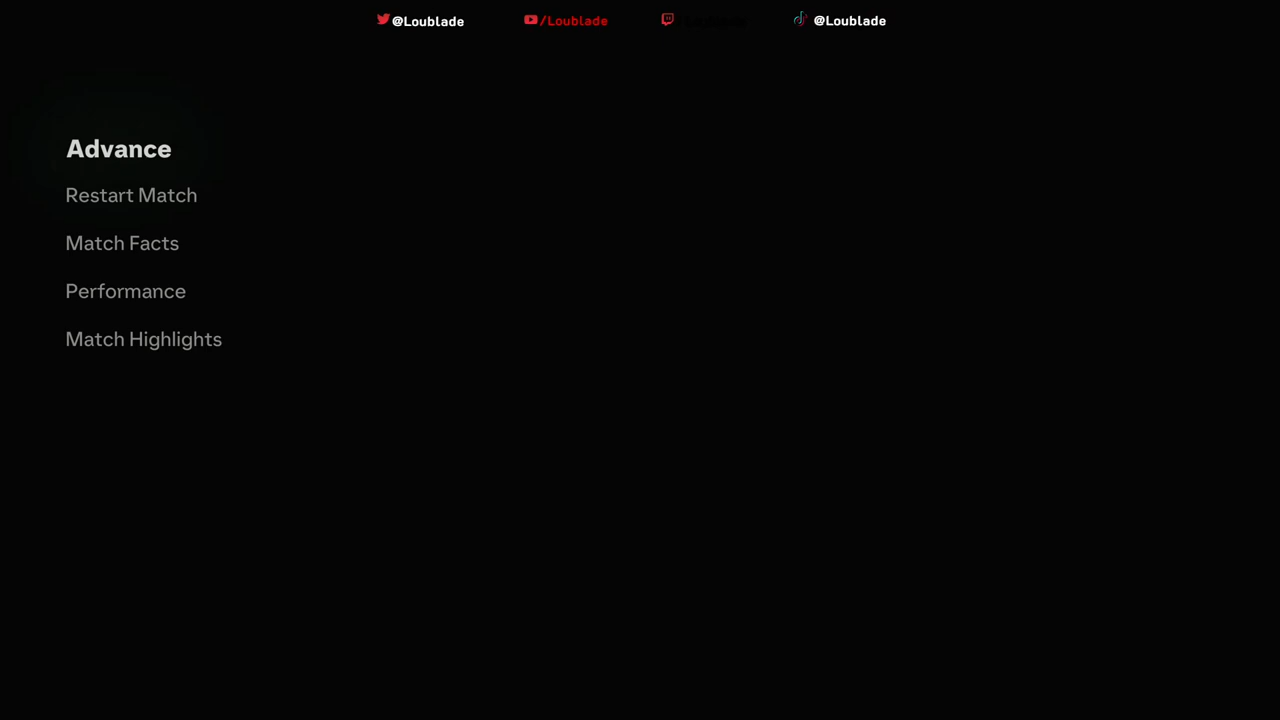 @Loublade /Loublade @Loublade
Advance
Restart Match
Match Facts
Performance
Match Highlights